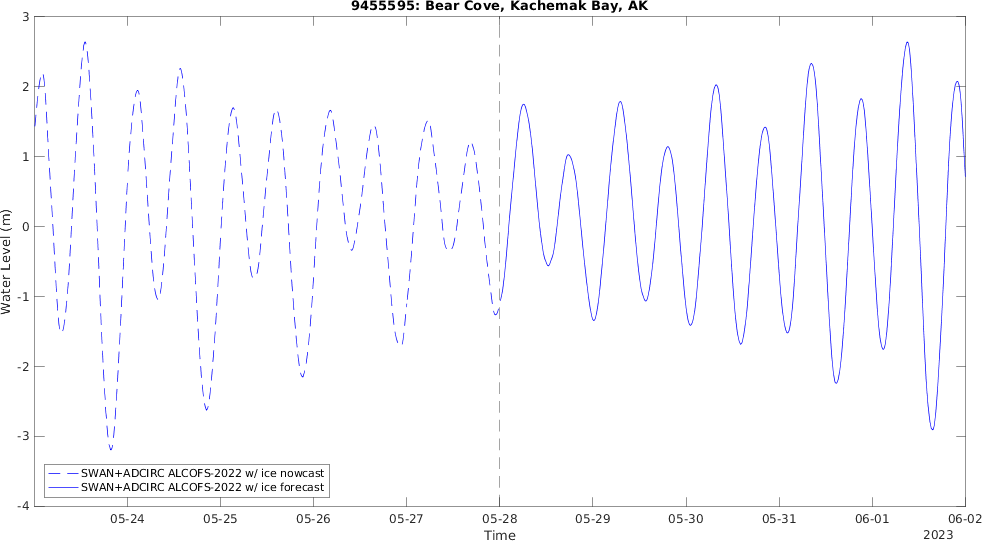 9455595: Bear Cove, Kachemak Bay, AK
3
2
1
0
-1
-2
-3
-4
Water Level (m)
SWAN+ADCIRC ALCOFS-2022 w/ ice nowcast
SWAN+ADCIRC ALCOFS-2022 w/ ice forecast
05-24 05-25 05-26 05-27 05-28 05-29 05-30 05-31 06-01 06-02
Time
2023